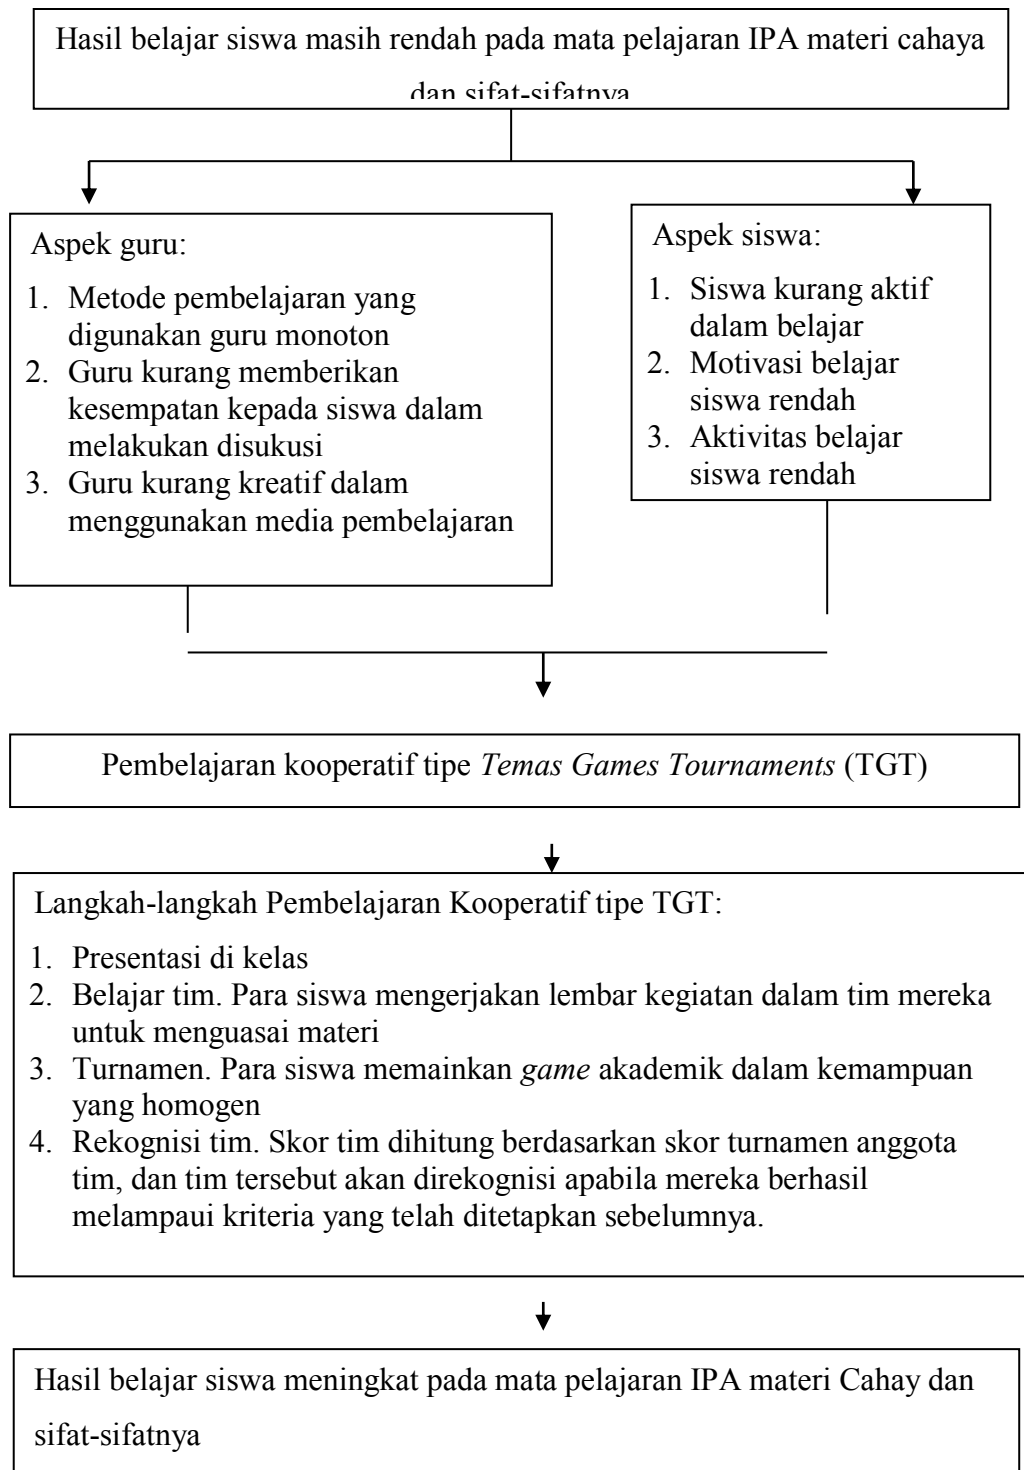 Hasil belajar siswa masih rendah pada mata pelajaran IPA materi cahaya
dan sifat-sifatnya
Aspek guru:
1. Metode pembelajaran yang
digunakan guru monoton
2. Guru kurang memberikan
kesempatan kepada siswa dalam
melakukan disukusi
3. Guru kurang kreatif dalam
menggunakan media pembelajaran
Aspek siswa:
1. Siswa kurang aktif
dalam belajar
2. Motivasi belajar
siswa rendah
3. Aktivitas belajar
siswa rendah
Pembelajaran kooperatif tipe Temas Games Tournaments (TGT)
Langkah-langkah Pembelajaran Kooperatif tipe TGT:
1. Presentasi di kelas
2. Belajar tim. Para siswa mengerjakan lembar kegiatan dalam tim mereka
untuk menguasai materi
3. Turnamen. Para siswa memainkan game akademik dalam kemampuan
yang homogen
4. Rekognisi tim. Skor tim dihitung berdasarkan skor turnamen anggota
tim, dan tim tersebut akan direkognisi apabila mereka berhasil
melampaui kriteria yang telah ditetapkan sebelumnya.
Hasil belajar siswa meningkat pada mata pelajaran IPA materi Cahay dan
sifat-sifatnya